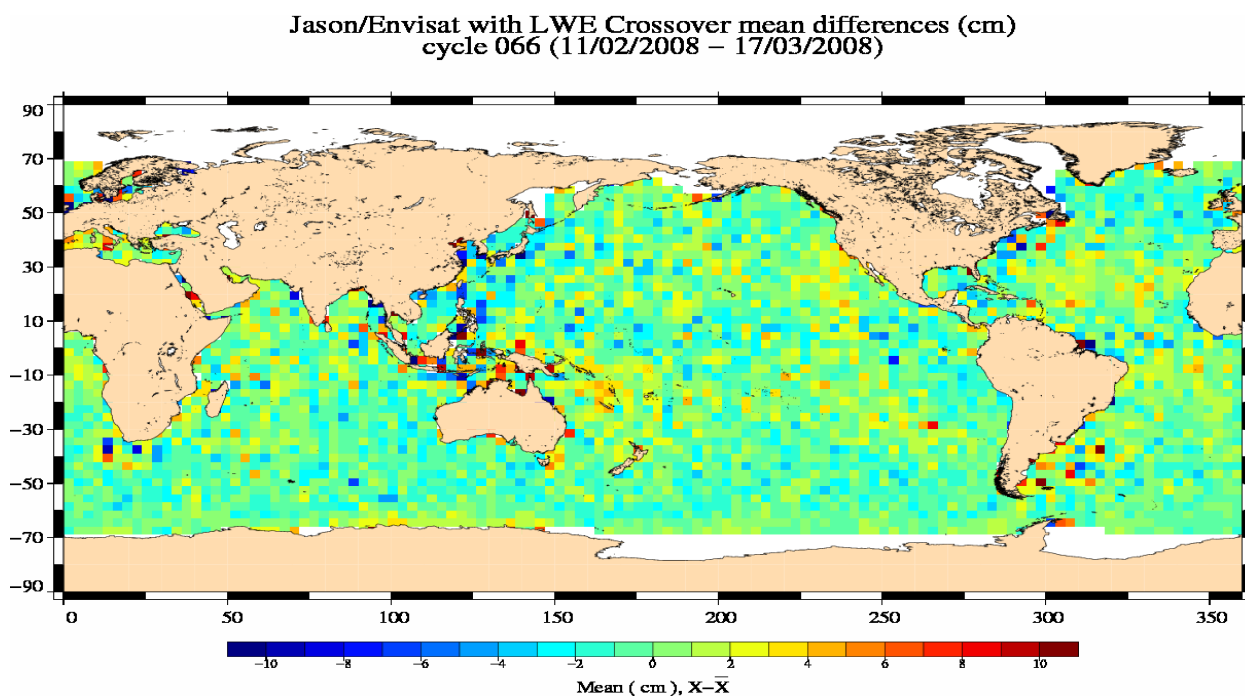 Jason/Envisat with LWE Crossover mean differences (cm)
cycle 066 (11/02/2008 − 17/03/2008)
90
70
50
30
10
−10
−30
−50
−70
−90
0 50 100 150 200 250 300 350
−10 −8 −6 −4 −2 0 2 4 6 8 10
Mean ( cm ), X−X̅